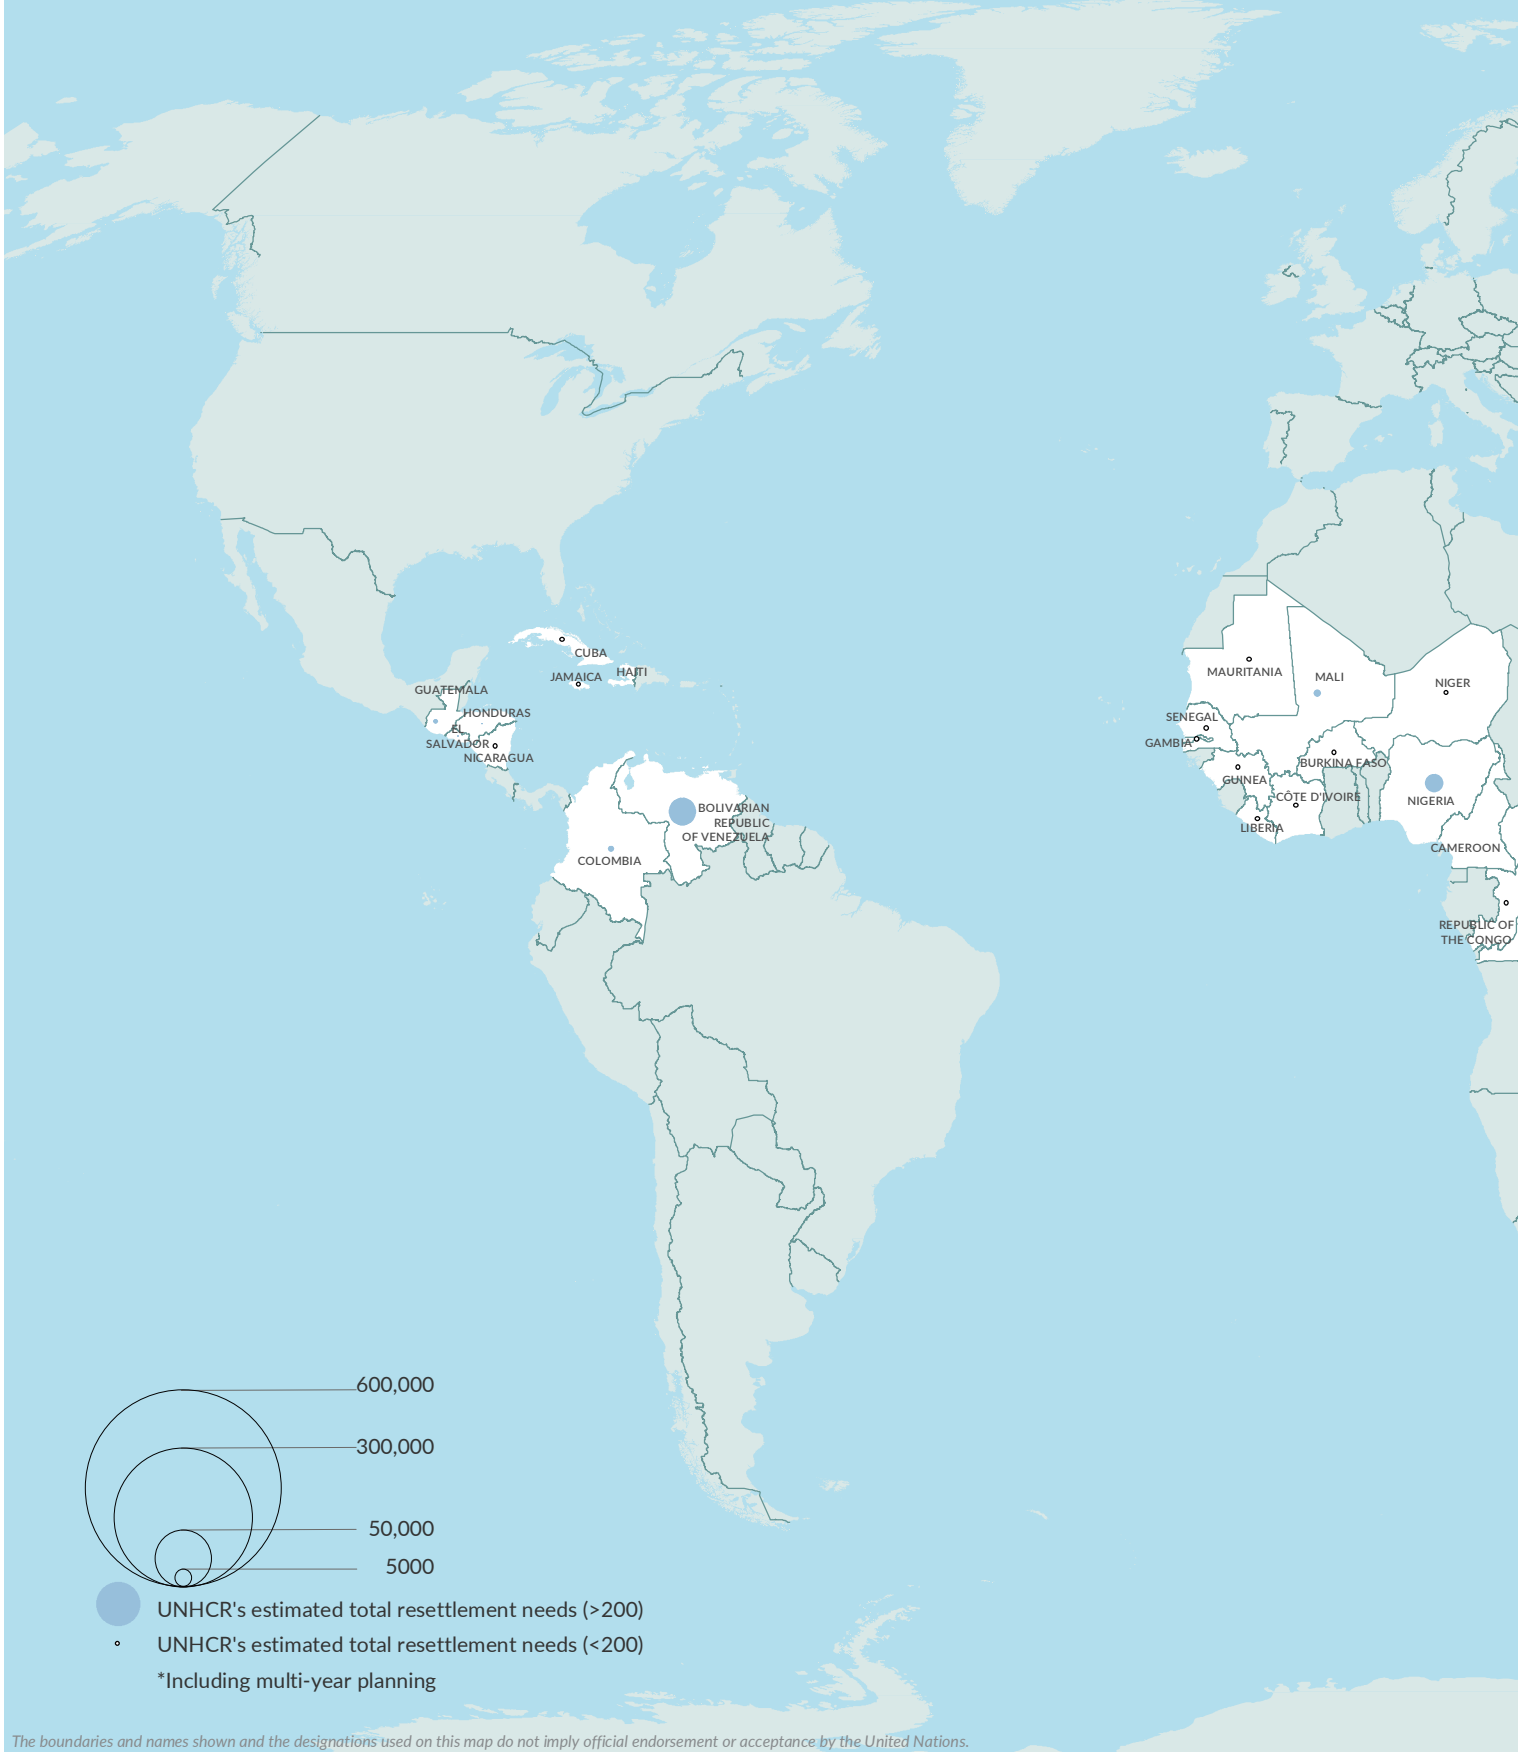 CUBA
JAMAICA
HAITI
GUATEMALA
HONDURAS
EL
SALVADOR
NICARAGUA
BOLIVARIAN
REPUBLIC
OF VENEZUELA
COLOMBIA
MAURITANIA
MALI
NIGER
SENEGAL
GAMBIA
BURKINA FASO
GUINEA
CÔTE D'IVOIRE
NIGERIA
LIBERIA
CAMEROON
REPUBLIC OF
THE CONGO
600,000
300,000
50,000
5000
UNHCR's estimated total resettlement needs (>200)
UNHCR's estimated total resettlement needs (<200)
*Including multi-year planning
The boundaries and names shown and the designations used on this map do not imply official endorsement or acceptance by the United Nations.